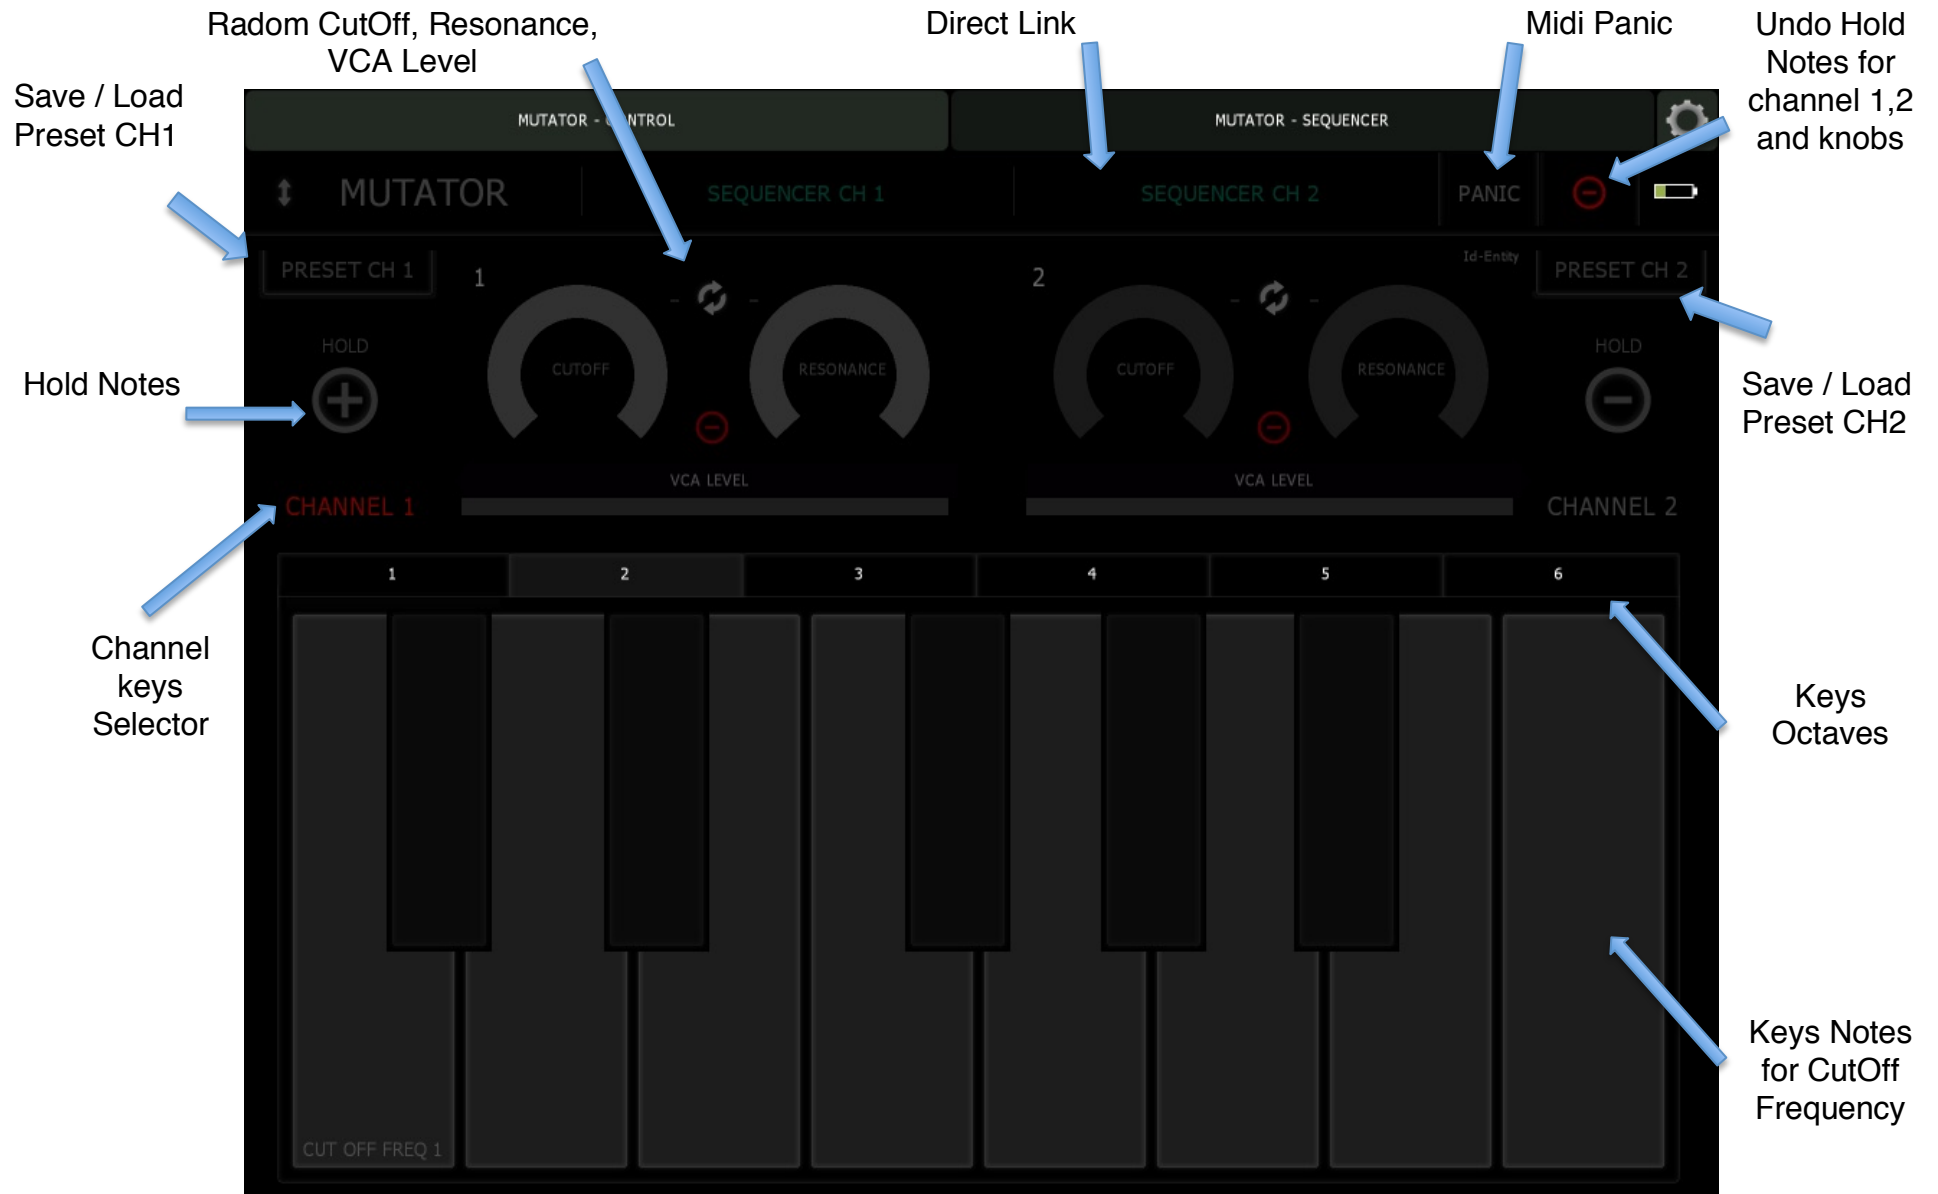 Radom CutOff, Resonance,
VCA Level
Direct Link
Midi Panic
Undo Hold
Notes for
channel 1,2
and knobs
Save / Load
Preset CH1
MUTATOR - C NTROL
MUTATOR - SEQUENCER
MUTATOR
SEQUENCER CH 1
SEQUENCER CH 2
PANIC
PRESET CH 1
1
2
Id-Entity
PRESET CH 2
HOLD
CUTOFF
RESONANCE
CUTOFF
RESONANCE
HOLD
Hold Notes
Save / Load
Preset CH2
VCA LEVEL
VCA LEVEL
CHANNEL 1
CHANNEL 2
1
2
3
4
5
6
Channel
keys
Selector
Keys
Octaves
Keys Notes
for CutOff
Frequency
CUT OFF FREQ 1